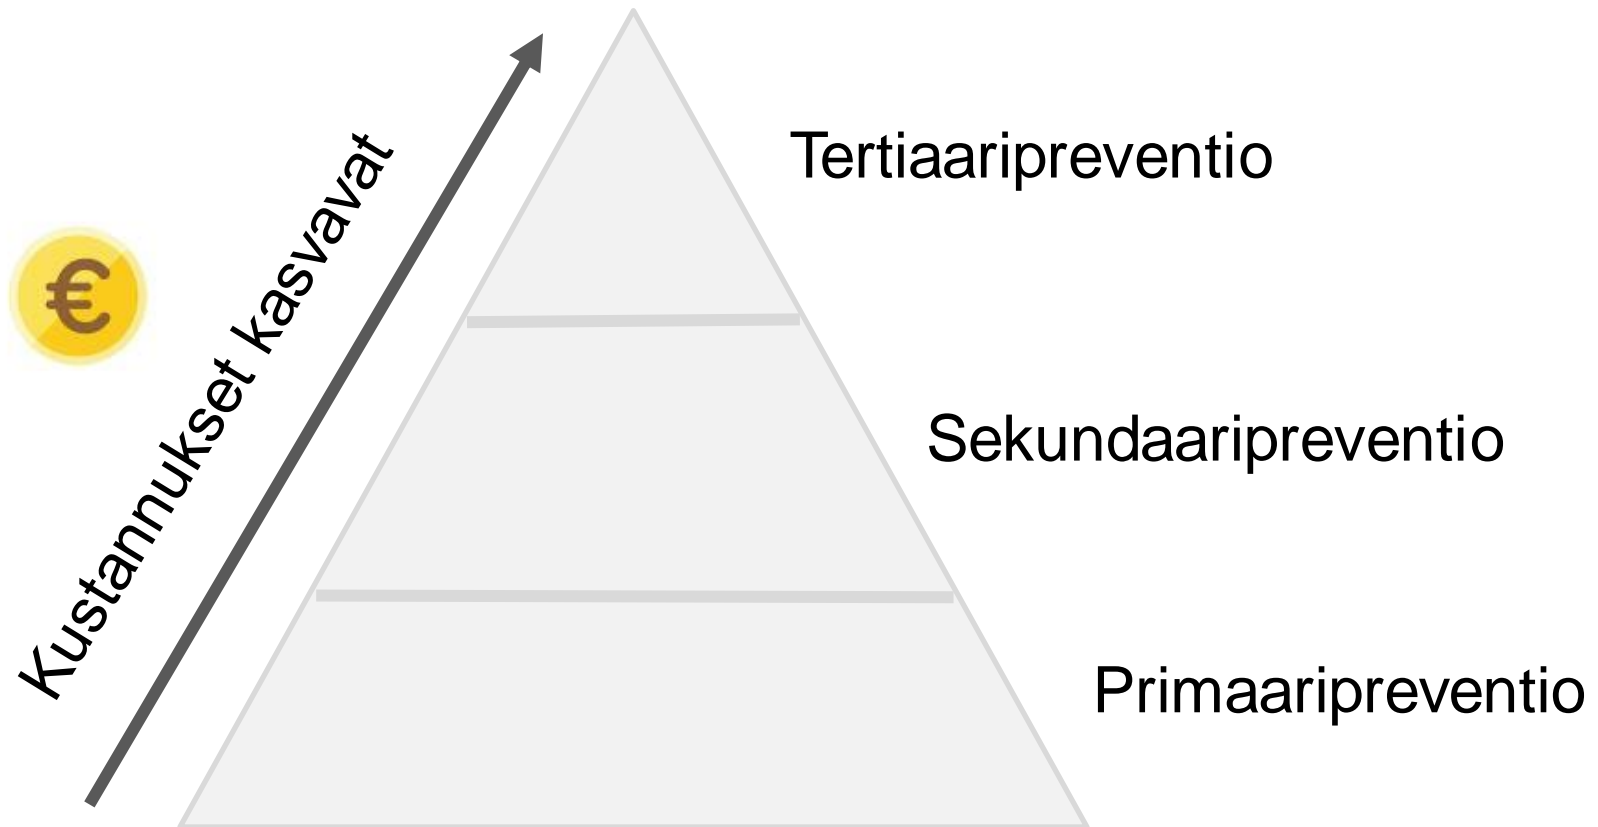 Kustannukset kasvavat
€
Tertiaaripreventio
Sekundaaripreventio
Primaaripreventio